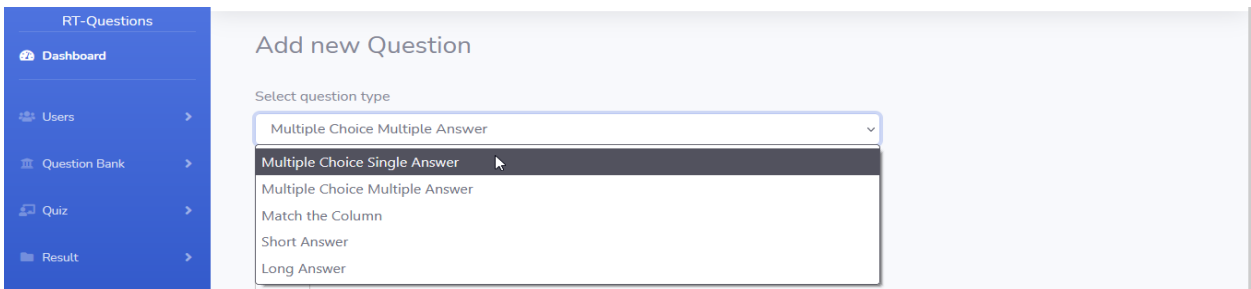 RT-Questions
Dashboard
Users
Question Bank
Quiz
Result
Add new Question
Select question type
Multiple Choice Multiple Answer
Multiple Choice Single Answer
Multiple Choice Multiple Answer
Match the Column
Short Answer
Long Answer